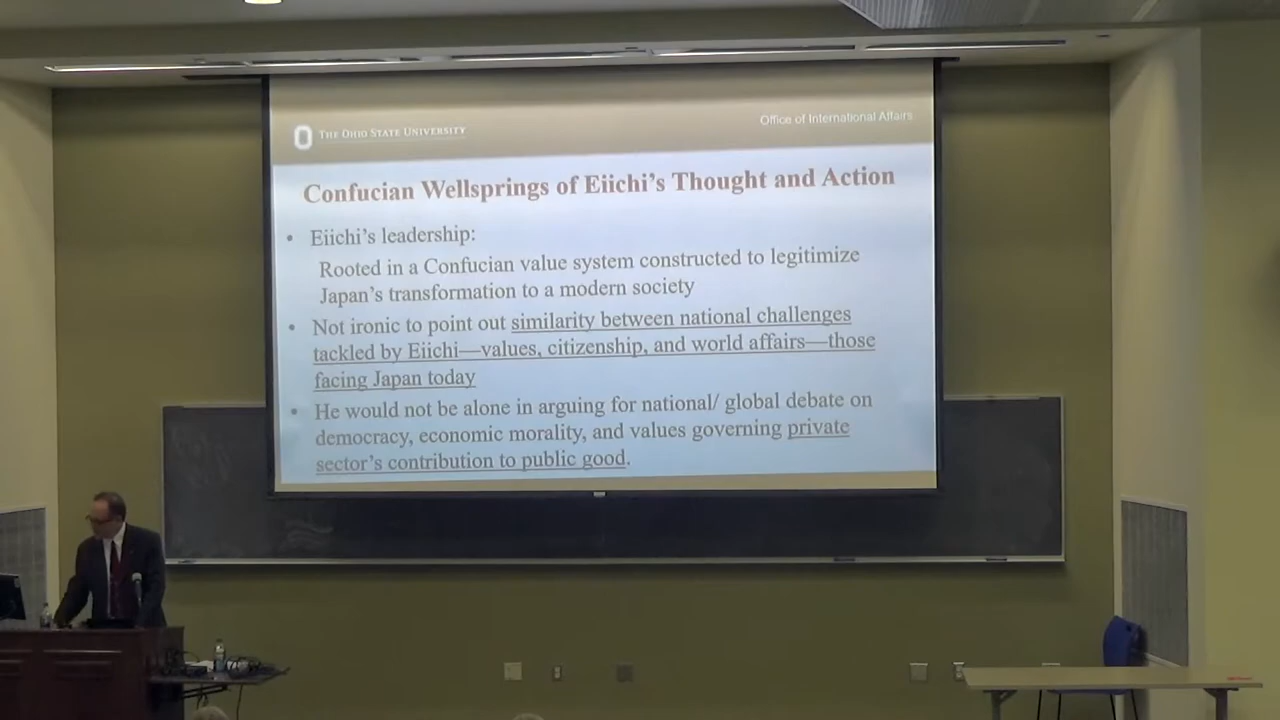 THE OHIO STATE UNIVERSITY
Office of International Affairs
Confucian Wellsprings of Eiichi's Thought and Action
• Eiichi's leadership:
Rooted in a Confucian value system constructed to legitimize
Japan's transformation to a modern society
• Not ironic to point out similarity between national challenges
tackled by Eiichi—values, citizenship, and world affairs—those
facing Japan today
• He would not be alone in arguing for national/ global debate on
democracy, economic morality, and values governing private
sector's contribution to public good.